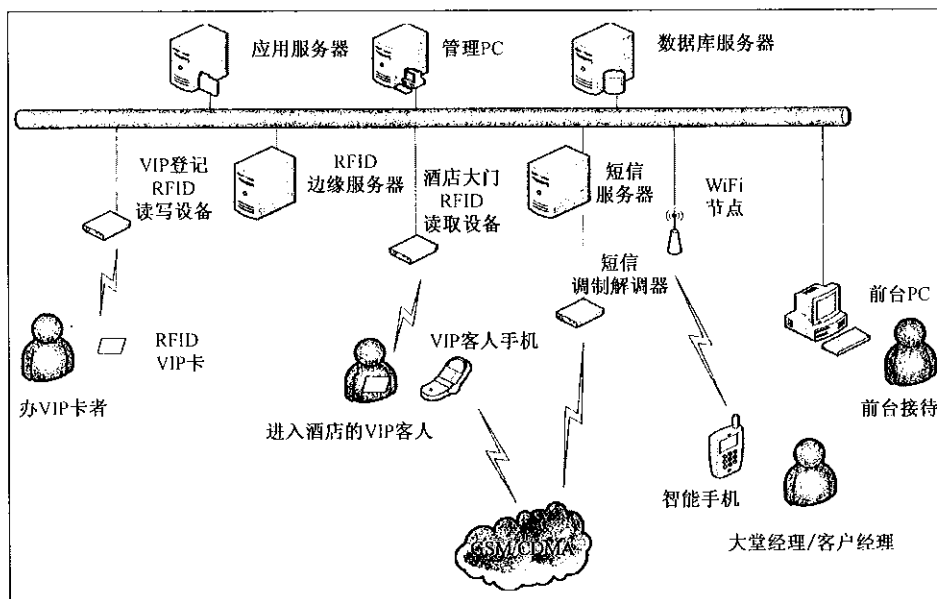 应用服务器
管理PC
数据库服务器
VIP登记
RFID
读写设备
RFID
边缘服务器
酒店大门
RFID
读取设备
短信
服务器
WiFi
节点
短信
调制解调器
前台PC
RFID
VIP卡
VIP客人手机
办VIP卡者
进入酒店的VIP客人
前台接待
智能手机
GSM/CDMA
大堂经理/客户经理